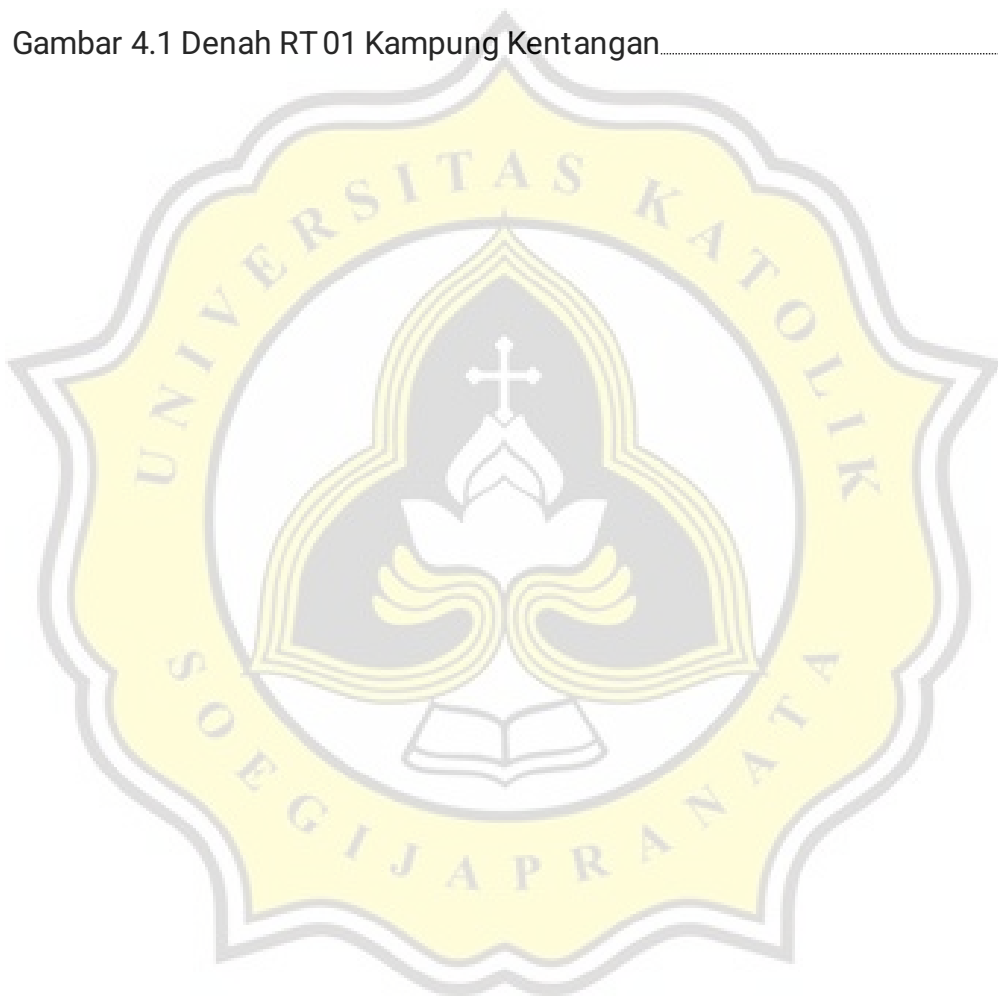 Gambar 4.1 Denah RT 01 Kampung Kentangan
UNIVERSITAS KATOLIK
SOEGIJAPRANATA